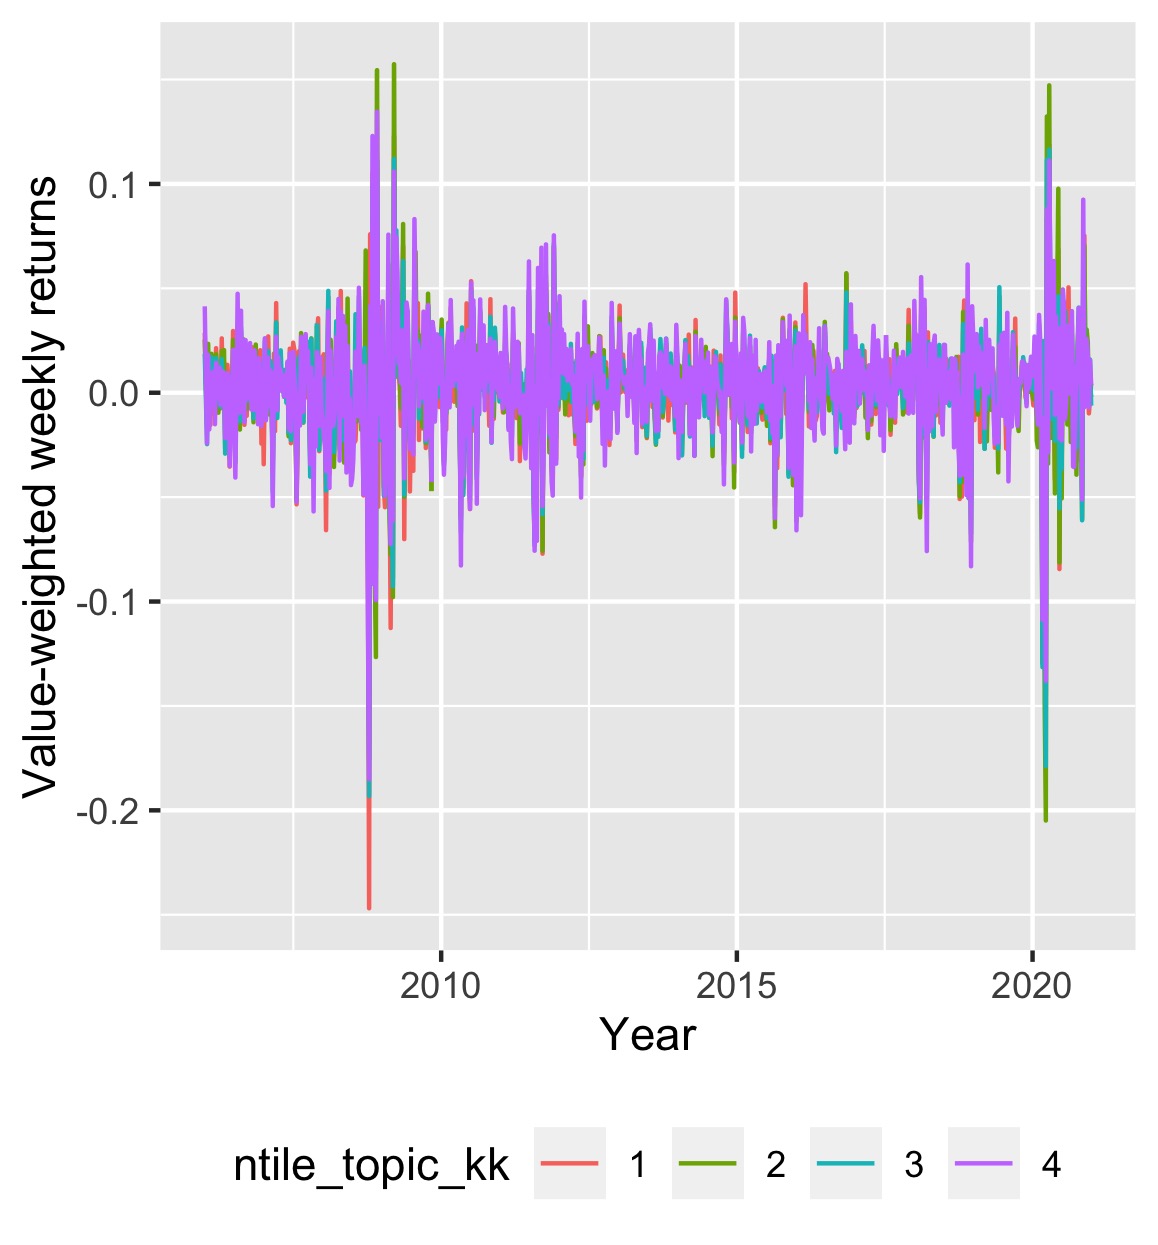 Value-weighted weekly returns
0.1
0.0
-0.1
-0.2
2010 2015 2020
Year
ntile_topic_kk 1 2 3 4